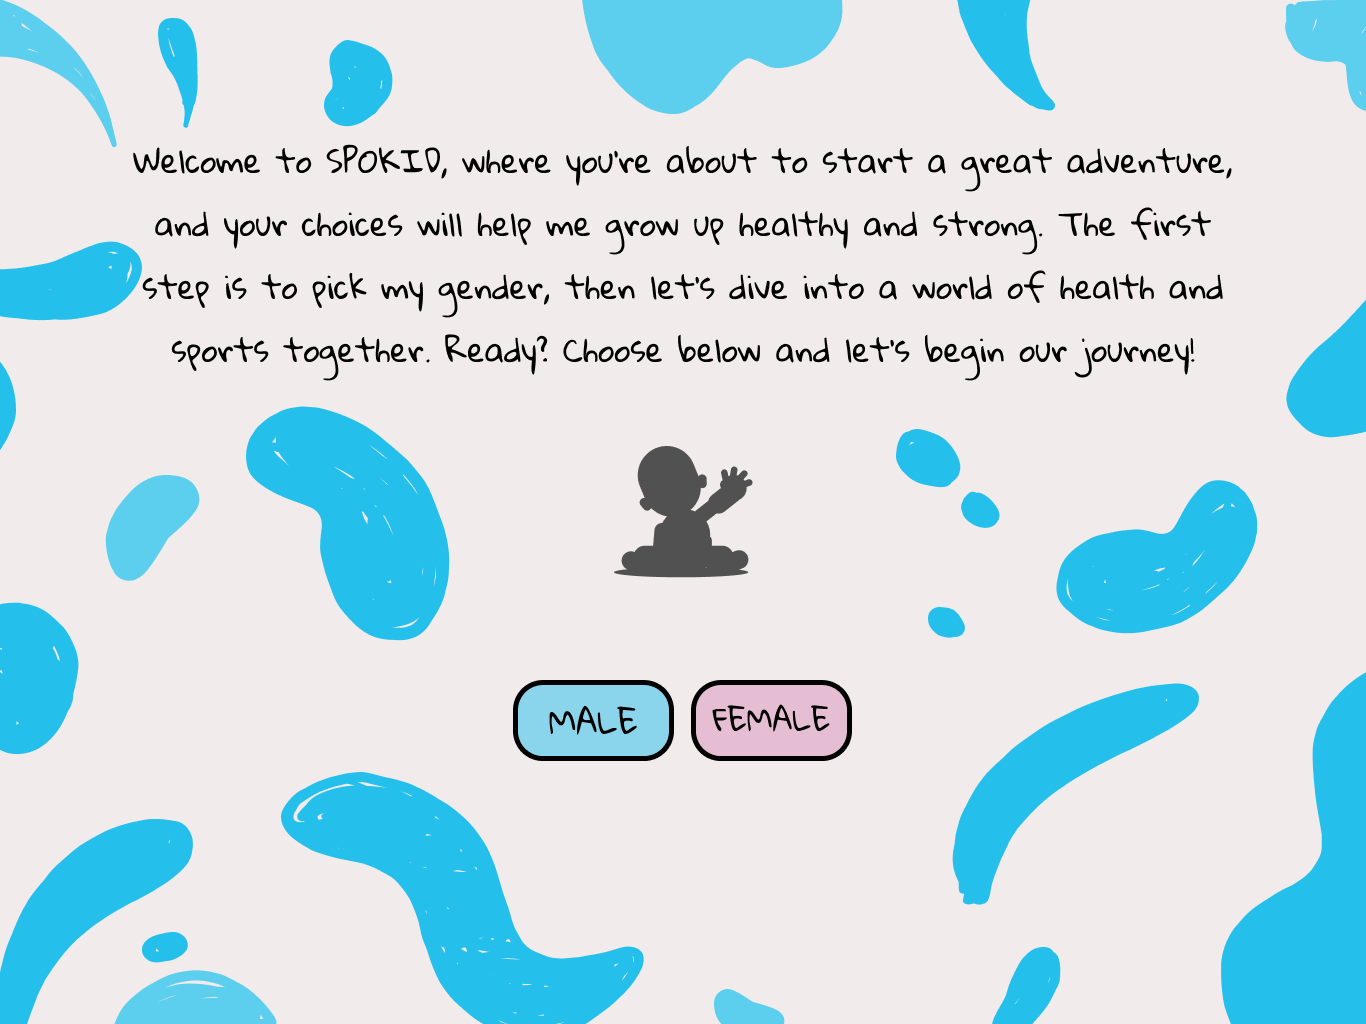 Welcome to SPOKID, where you're about to start a great adventure,
and your choices will help me grow up healthy and strong. The first
step is to pick my gender, then let's dive into a world of health and
sports together. Ready? Choose below and let's begin our journey!
MALE FEMALE